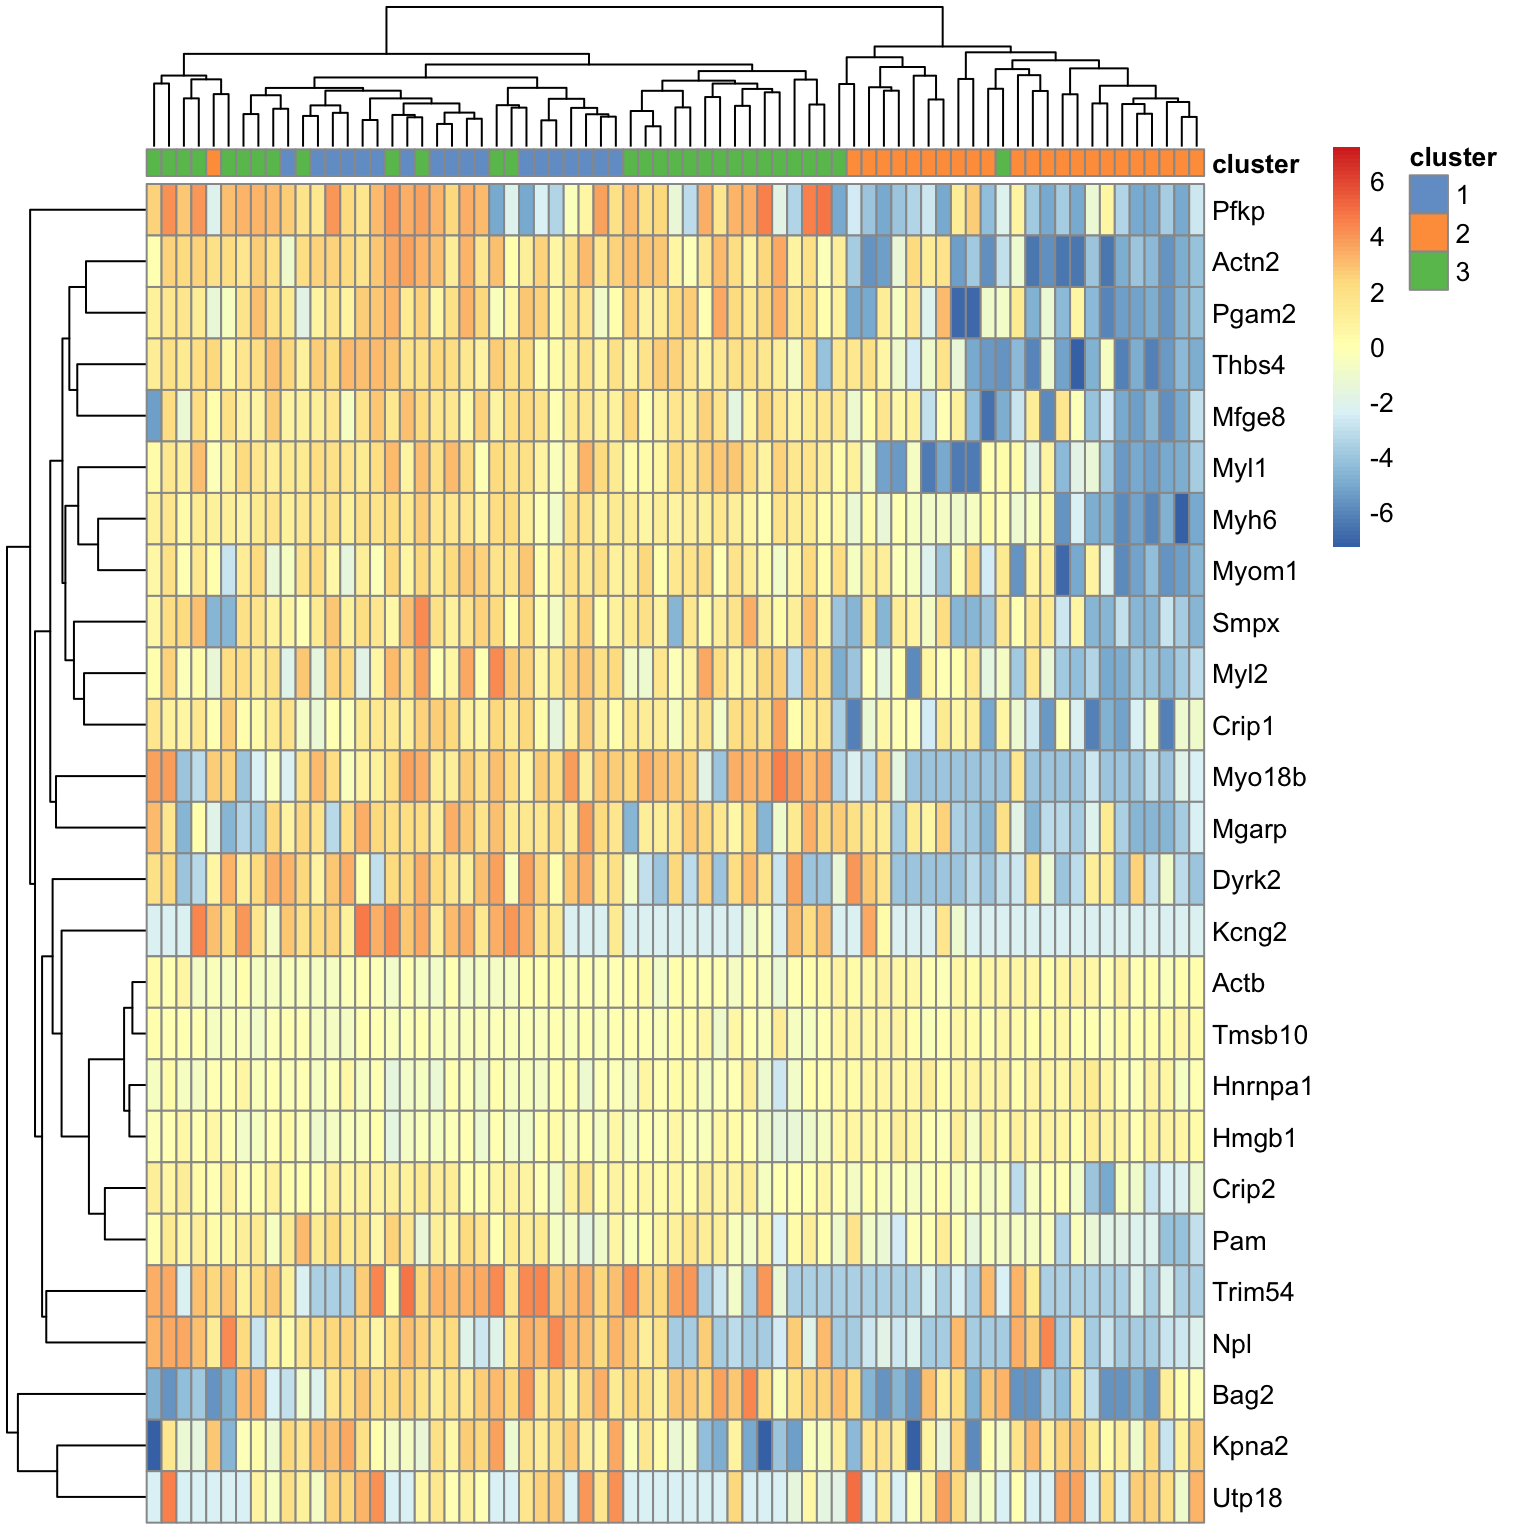 cluster
Pfkp
Actn2
Pgam2
Thbs4
Mfge8
Myl1
Myh6
Myom1
Smpx
Myl2
Crip1
Myo18b
Mgarp
Dyrk2
Kcng2
Actb
Tmsb10
Hnrnpa1
Hmgb1
Crip2
Pam
Trim54
Npl
Bag2
Kpna2
Utp18
6
4
2
0
-2
-4
-6
cluster
1
2
3